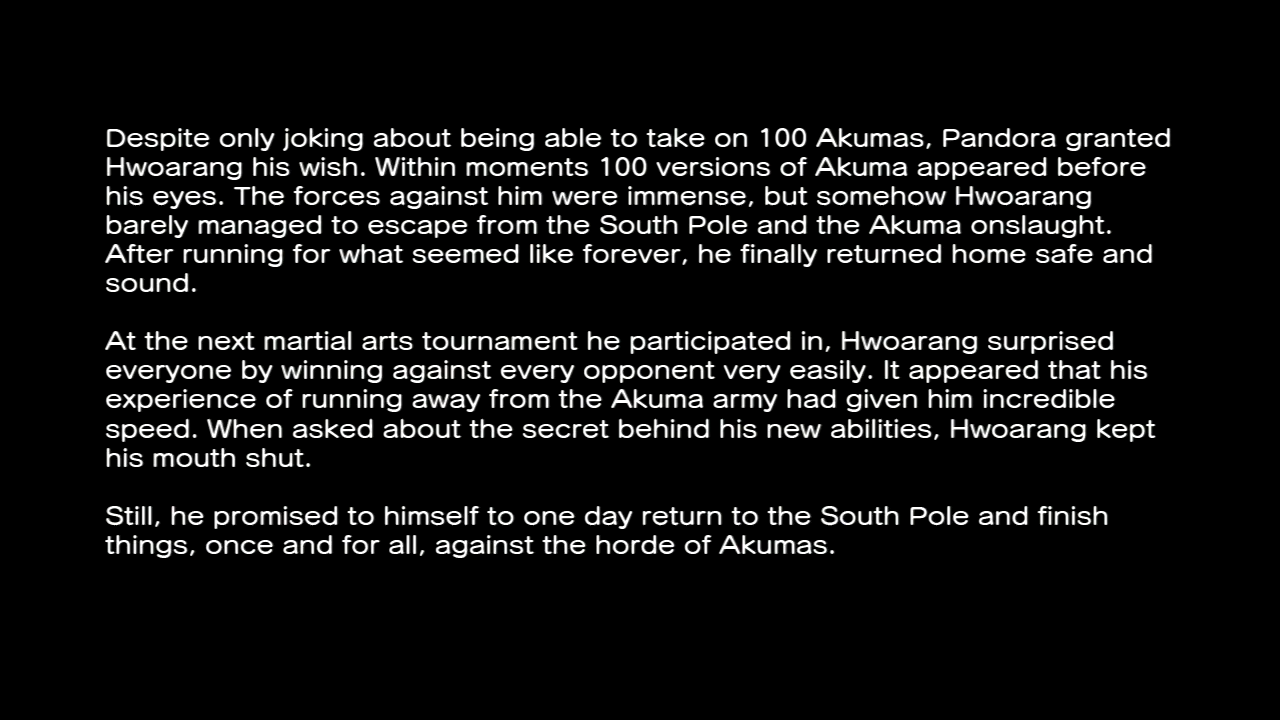 Despite only joking about being able to take on 100 Akumas, Pandora granted
Hwoarang his wish. Within moments 100 versions of Akuma appeared before
his eyes. The forces against him were immense, but somehow Hwoarang
barely managed to escape from the South Pole and the Akuma onslaught.
After running for what seemed like forever, he finally returned home safe and
sound.
At the next martial arts tournament he participated in, Hwoarang surprised
everyone by winning against every opponent very easily. It appeared that his
experience of running away from the Akuma army had given him incredible
speed. When asked about the secret behind his new abilities, Hwoarang kept
his mouth shut.
Still, he promised to himself to one day return to the South Pole and finish
things, once and for all, against the horde of Akumas.